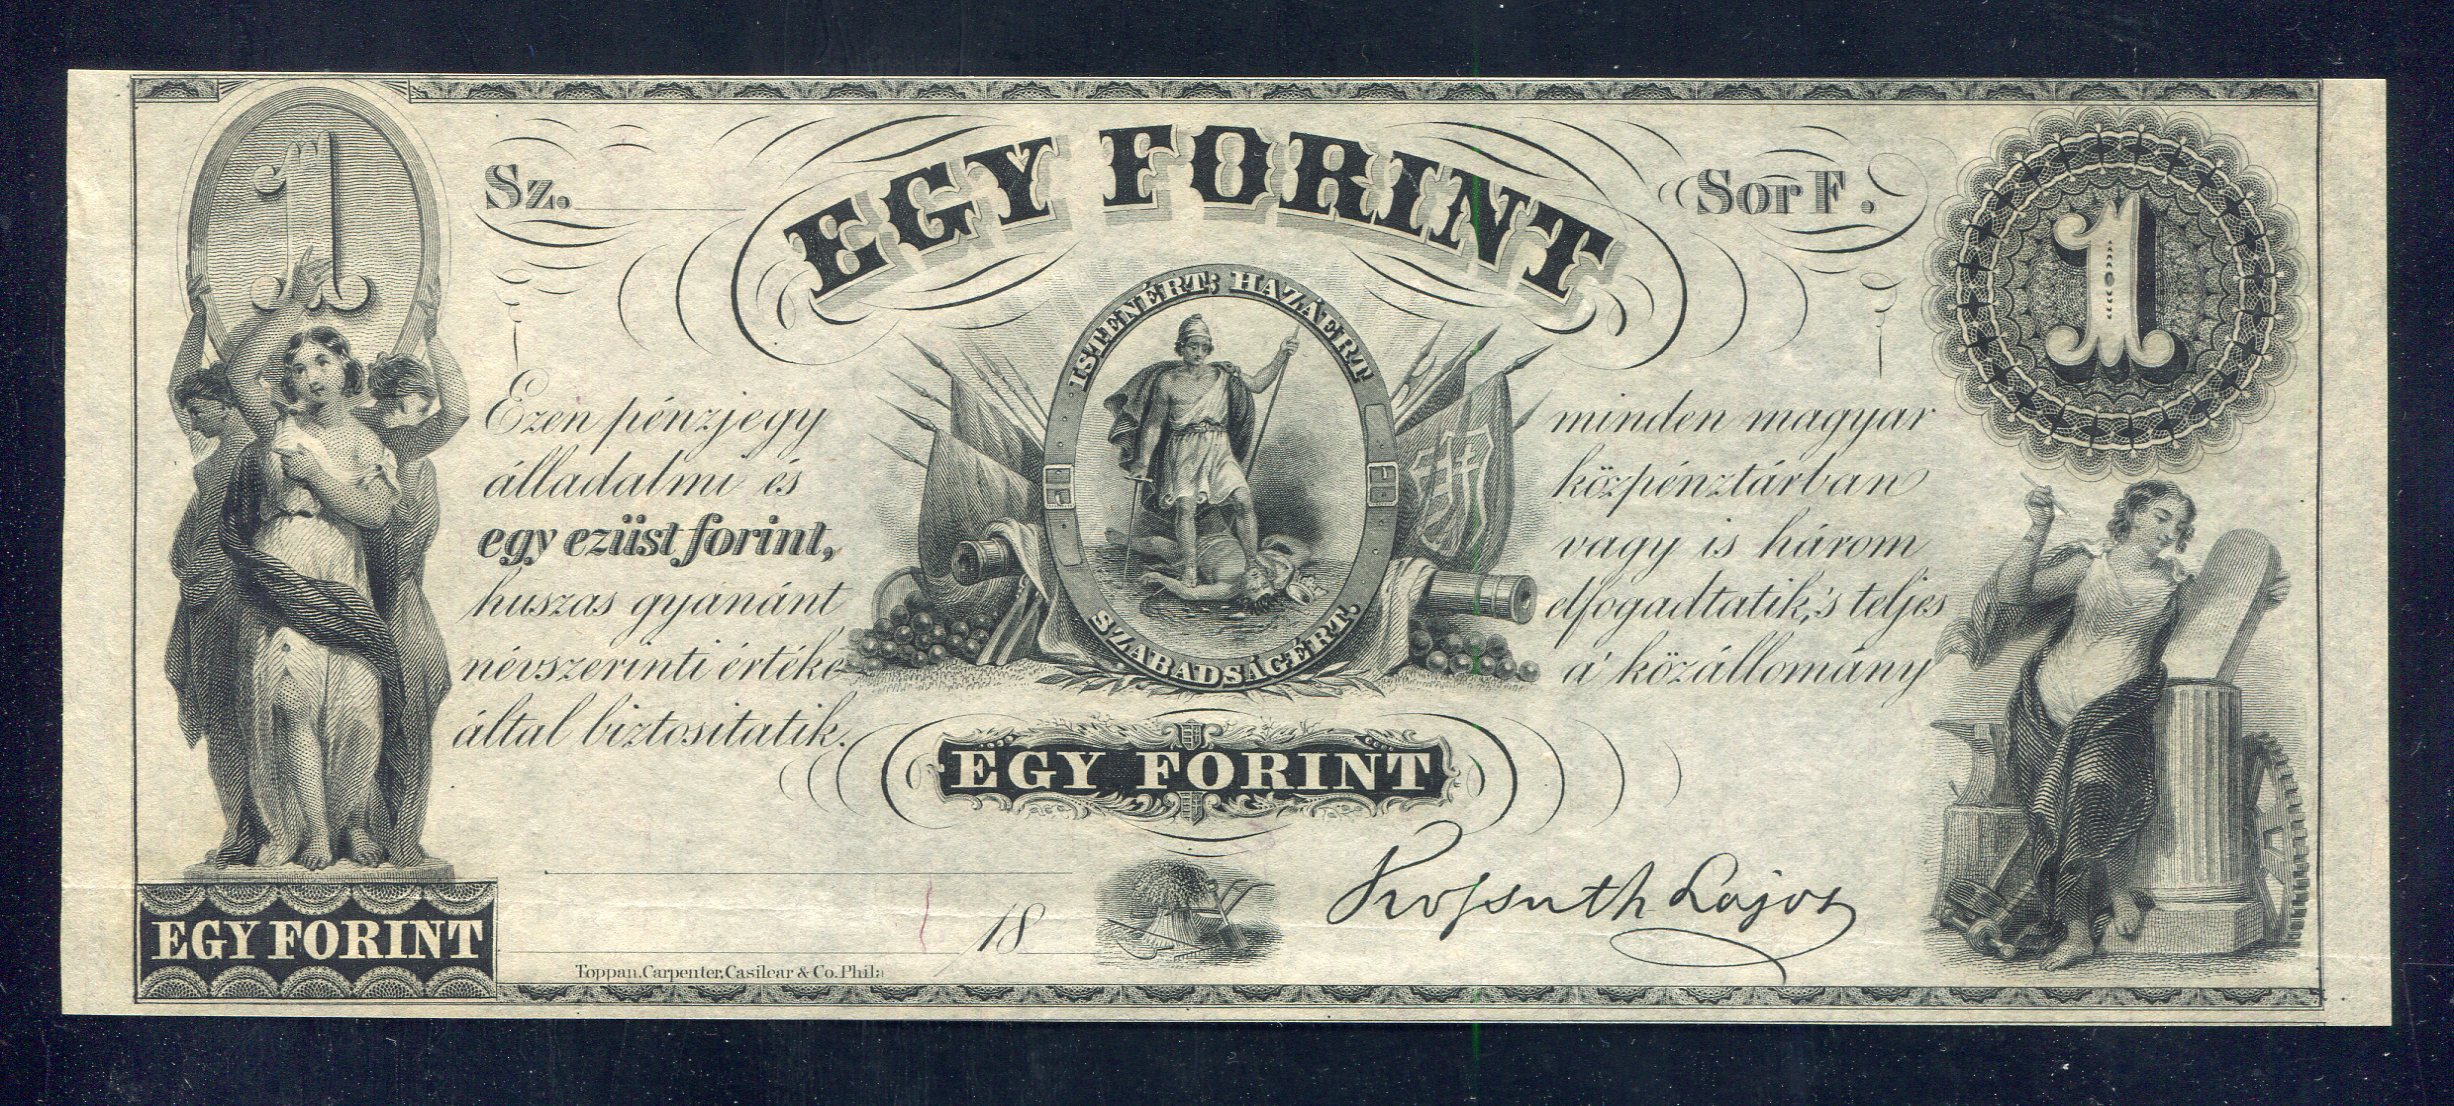 1
Sz.
EGY FORINT
Sor F.
1
ISTENÉRT; HAZÁÉRT
SZABADSÁGÉRT.
Ezen pénzjegy minden magyar
álladalmi és közpénztárban
egy ezüst forint, vagy is három
huszas gyanánt elfogadtatik,'s teljes
névszerinti értéke a' közállomány
által biztositatik.
EGY FORINT
18
Kossuth Lajos
EGY FORINT
Toppan, Carpenter, Casilear & Co. Phila